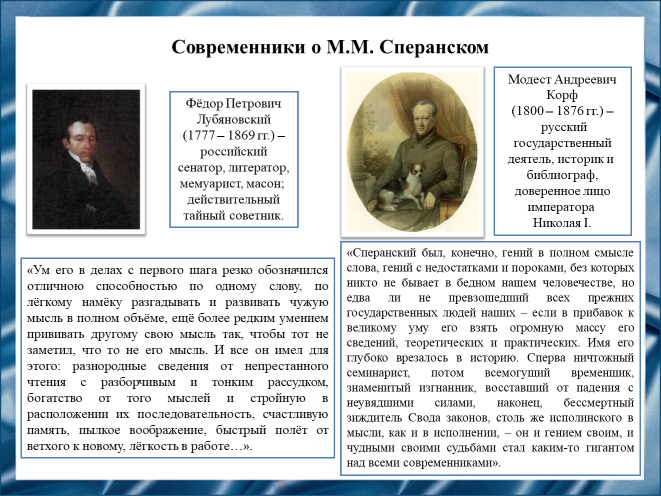 Современники о М.М. Сперанском
Фёдор Петрович
Лубяновский
(1777 – 1869 гг.) –
российский
сенатор, литератор,
мемуарист, масон;
действительный
тайный советник.
Модест Андреевич
Корф
(1800 – 1876 гг.) –
русский
государственный
деятель, историк и
библиограф,
доверенное лицо
императора
Николая I.
«Ум его в делах с первого шага резко обозначился
отличною способностью по одному слову, по
лёгкому намёку разгадывать и развивать чужую
мысль в полном объёме, ещё более редким умением
прививать другому свою мысль так, чтобы тот не
заметил, что то не его мысль. И все он имел для
этого: разнородные сведения от непрестанного
чтения с разборчивым и тонким рассудком,
богатство от того мыслей и стройную в
расположении их последовательность, счастливую
память, пылкое воображение, быстрый полёт от
ветхого к новому, лёгкость в работе…».
«Сперанский был, конечно, гений в полном смысле
слова, гений с недостатками и пороками, без которых
никто не бывает в бедном нашем человечестве, но
едва ли не превзошедший всех прежних
государственных людей наших – если в прибавок к
великому уму его взять огромную массу его
сведений, теоретических и практических. Имя его
глубоко врезалось в историю. Сперва ничтожный
семинарист, потом всемогущий временщик,
знаменитый изгнанник, восставший от падения с
неувядшими силами, наконец, бессмертный
зиждитель Свода законов, столь же исполинского в
мысли, как и в исполнении, – он и гением своим, и
чудными своими судьбами стал каким-то гигантом
над всеми современниками».